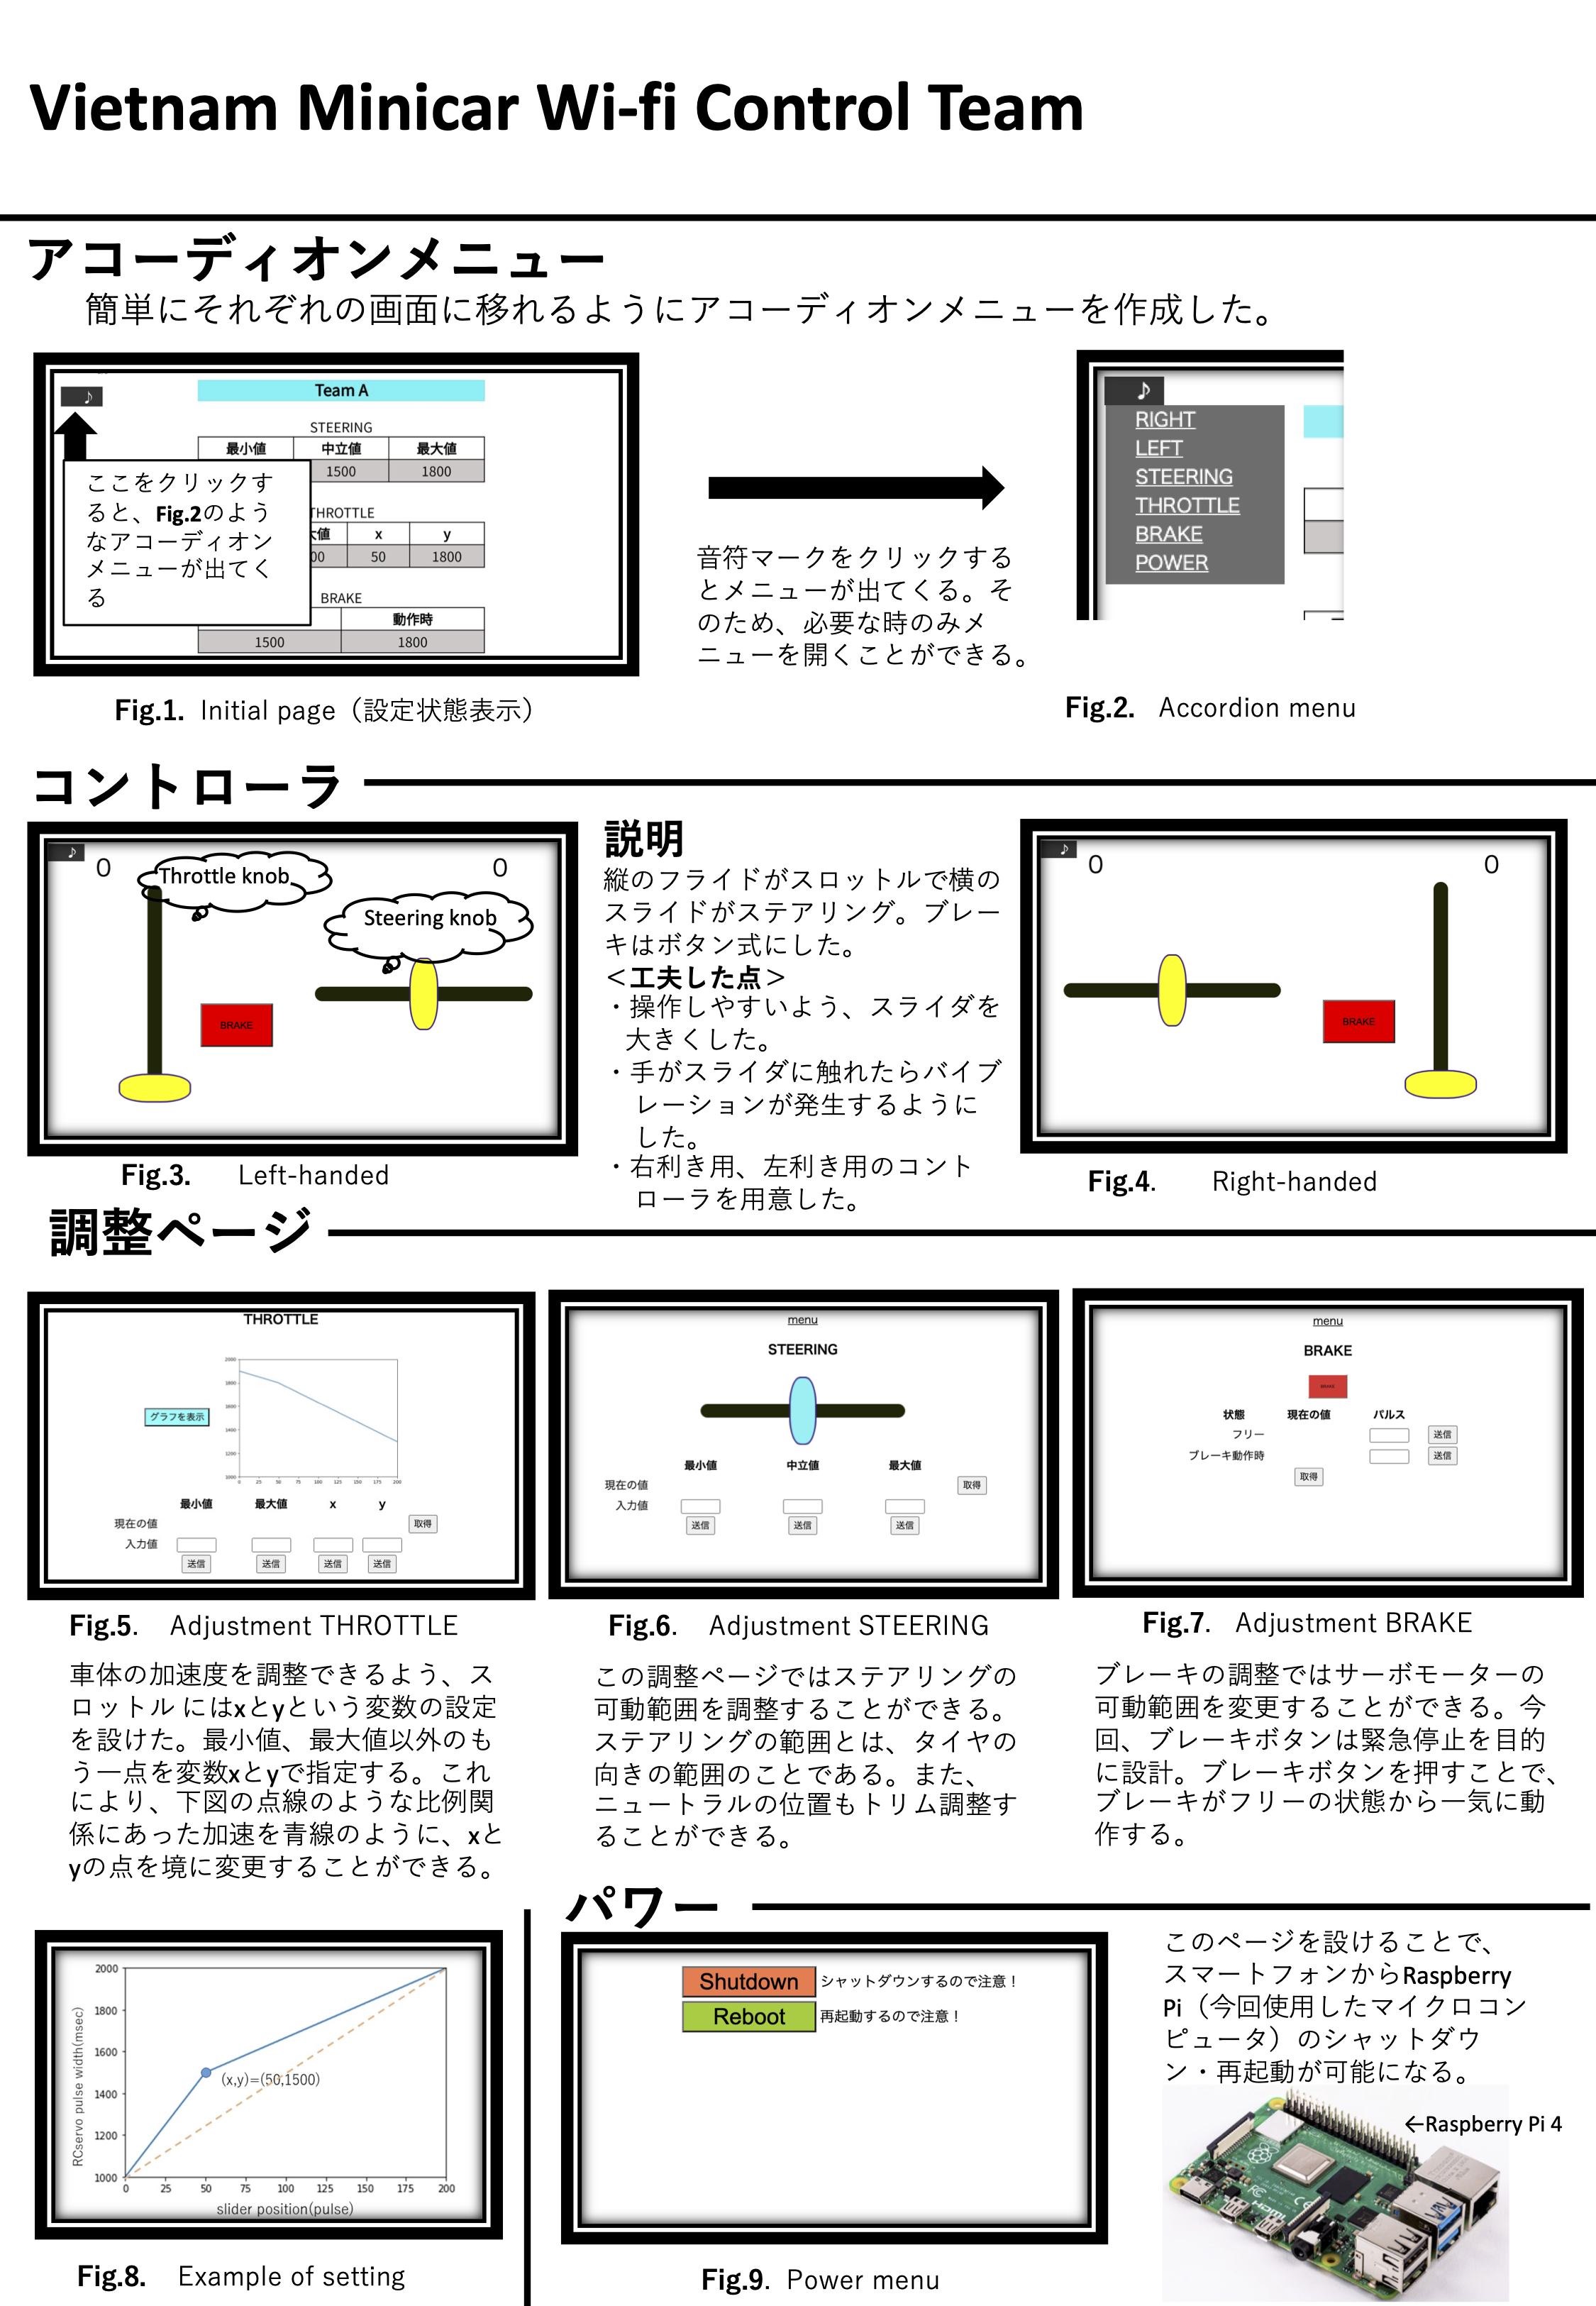 Vietnam Minicar Wi-fi Control Team
アコーディオンメニュー
簡単にそれぞれの画面に移れるようにアコーディオンメニューを作成した。
♪
Team A
STEERING
最小値 中立値 最大値
1500 1800
THROTTLE
大値 x y
00 50 1800
BRAKE
動作時
1500 1800
ここをクリックす
ると、Fig.2のよう
なアコーディオン
メニューが出てく
る
Fig.1. Initial page（設定状態表示）
音符マークをクリックする
とメニューが出てくる。そ
のため、必要な時のみメ
ニューを開くことができる。
♪
RIGHT
LEFT
STEERING
THROTTLE
BRAKE
POWER
Fig.2. Accordion menu
コントローラ
♪
0 0
Throttle knob
Steering knob
BRAKE
Fig.3. Left-handed
説明
縦のフライドがスロットルで横の
スライドがステアリング。ブレー
キはボタン式にした。
＜工夫した点＞
・操作しやすいよう、スライダを
大きくした。
・手がスライダに触れたらバイブ
レーションが発生するように
した。
・右利き用、左利き用のコント
ローラを用意した。
♪
0 0
BRAKE
Fig.4. Right-handed
調整ページ
THROTTLE
グラフを表示
2000
1800
1600
1400
1200
1000
0 25 50 75 100 125 150 175 200
最小値 最大値 x y
現在の値 取得
入力値
送信 送信 送信 送信
Fig.5. Adjustment THROTTLE
車体の加速度を調整できるよう、ス
ロットル にはxとyという変数の設定
を設けた。最小値、最大値以外のも
う一点を変数xとyで指定する。これ
により、下図の点線のような比例関
係にあった加速を青線のように、xと
yの点を境に変更することができる。
menu
STEERING
最小値 中立値 最大値
現在の値 取得
入力値
送信 送信 送信
Fig.6. Adjustment STEERING
この調整ページではステアリングの
可動範囲を調整することができる。
ステアリングの範囲とは、タイヤの
向きの範囲のことである。また、
ニュートラルの位置もトリム調整す
ることができる。
menu
BRAKE
BRAKE
状態 現在の値 パルス
フリー 送信
ブレーキ動作時 送信
取得
Fig.7. Adjustment BRAKE
ブレーキの調整ではサーボモーターの
可動範囲を変更することができる。今
回、ブレーキボタンは緊急停止を目的
に設計。ブレーキボタンを押すことで、
ブレーキがフリーの状態から一気に動
作する。
RCservo pulse width(msec)
2000
1800
1600
1400
1200
1000
(x,y)=(50,1500)
0 25 50 75 100 125 150 175 200
slider position(pulse)
Fig.8. Example of setting
パワー
Shutdown シャットダウンするので注意！
Reboot 再起動するので注意！
Fig.9. Power menu
このページを設けることで、
スマートフォンからRaspberry
Pi（今回使用したマイクロコン
ピュータ）のシャットダウ
ン・再起動が可能になる。
←Raspberry Pi 4
HDMI